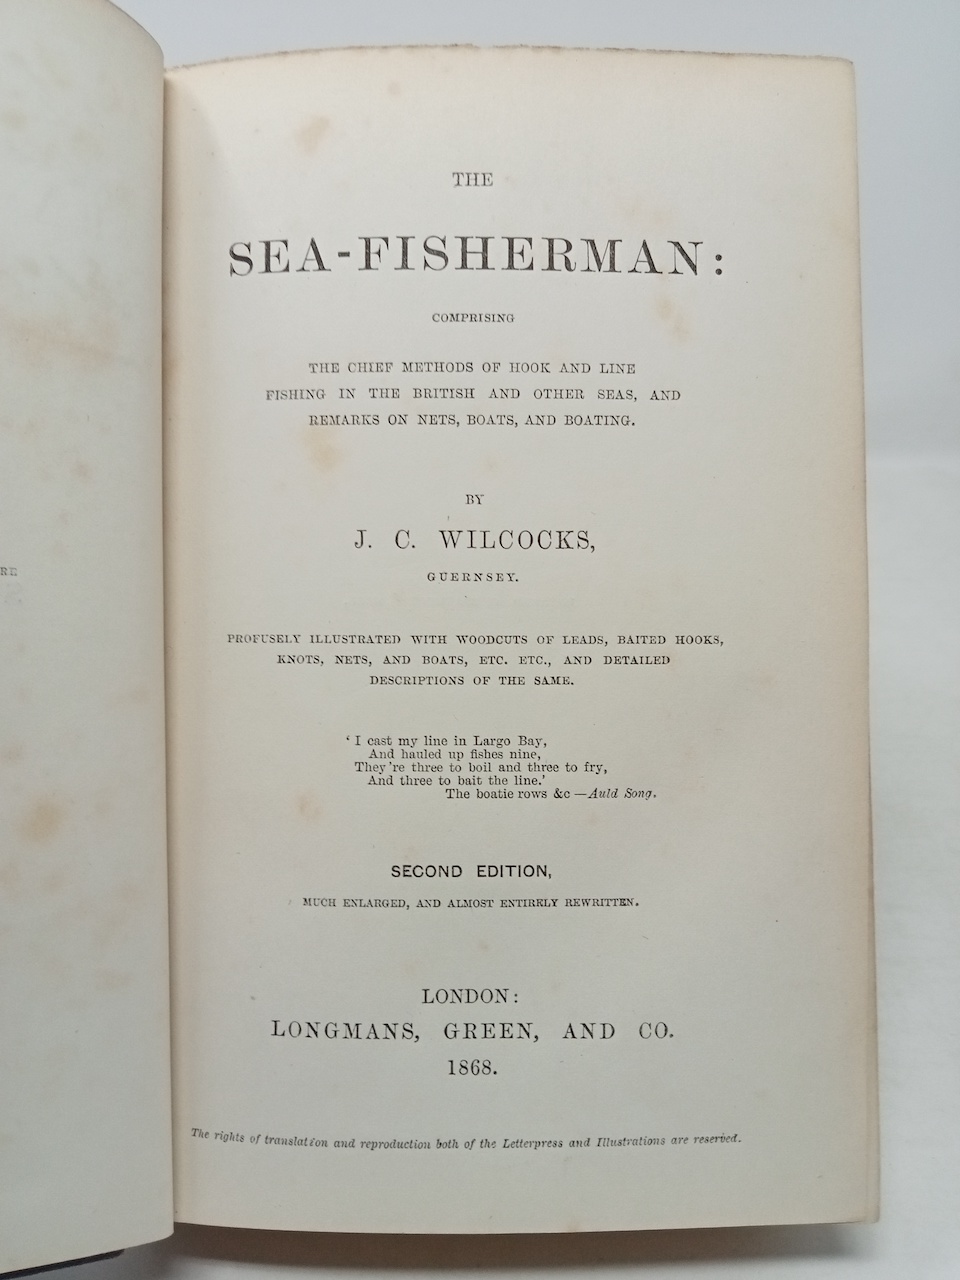 THE
SEA-FISHERMAN:
COMPRISING
THE CHIEF METHODS OF HOOK AND LINE
FISHING IN THE BRITISH AND OTHER SEAS, AND
REMARKS ON NETS, BOATS, AND BOATING.
BY
J. C. WILCOCKS,
GUERNSEY.
PROFUSELY ILLUSTRATED WITH WOODCUTS OF LEADS, BAITED HOOKS,
KNOTS, NETS, AND BOATS, ETC. ETC., AND DETAILED
DESCRIPTIONS OF THE SAME.
‘I cast my line in Largo Bay,
And hauled up fishes nine,
They’re three to boil and three to fry,
And three to bait the line.’
The boatie rows &c —Auld Song.
SECOND EDITION,
MUCH ENLARGED, AND ALMOST ENTIRELY REWRITTEN.
LONDON:
LONGMANS, GREEN, AND CO.
1868.
The rights of translation and reproduction both of the Letterpress and Illustrations are reserved.